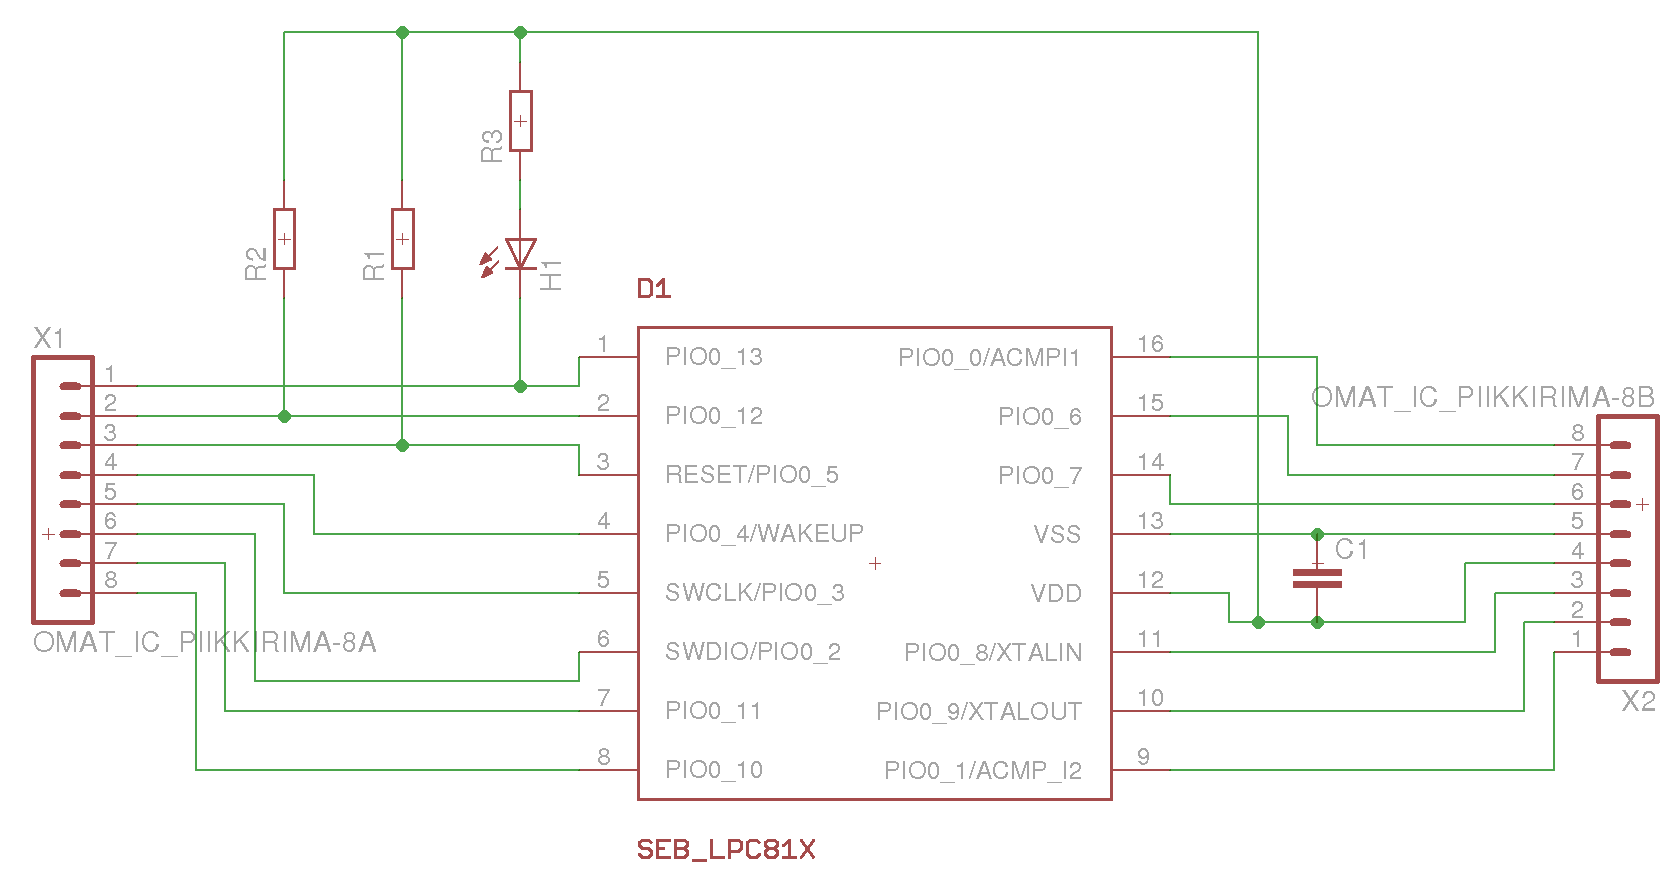 R3
R2
R1
H1
D1
X1
1
2
3
4
5
6
7
8
OMAT_IC_PIIKKIRIMA-8A
1 PIO0_13
2 PIO0_12
3 RESET/PIO0_5
4 PIO0_4/WAKEUP
5 SWCLK/PIO0_3
6 SWDIO/PIO0_2
7 PIO0_11
8 PIO0_10
PIO0_0/ACMPI1 16
PIO0_6 15
PIO0_7 14
VSS 13
VDD 12
PIO0_8/XTALIN 11
PIO0_9/XTALOUT 10
PIO0_1/ACMP_I2 9
C1
OMAT_IC_PIIKKIRIMA-8B
8
7
6
5
4
3
2
1
X2
SEB_LPC81X